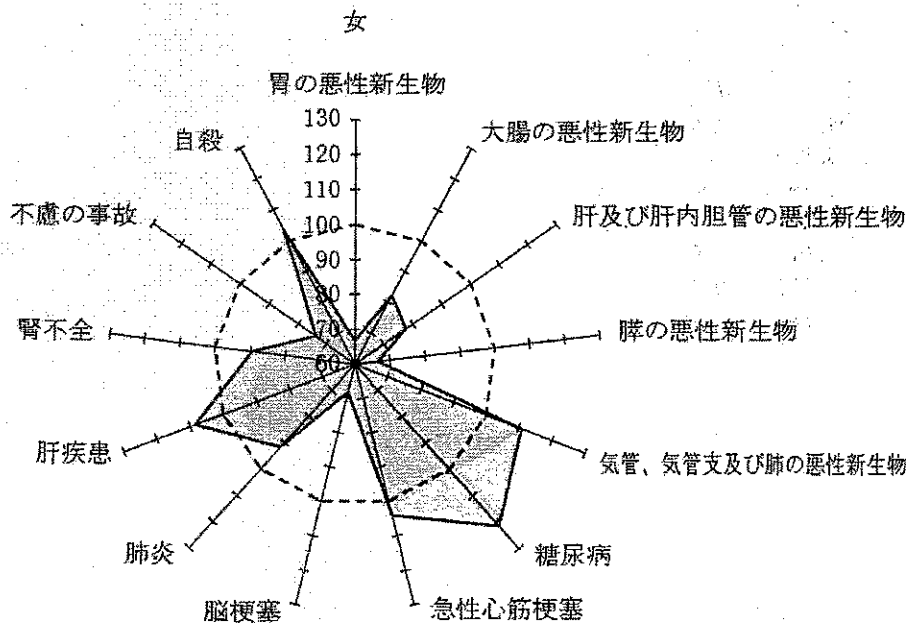 女
胃の悪性新生物
130
120
110
100
90
80
70
60
大腸の悪性新生物
肝及び肝内胆管の悪性新生物
膵の悪性新生物
気管、気管支及び肺の悪性新生物
糖尿病
急性心筋梗塞
脳梗塞
肺炎
肝疾患
腎不全
不慮の事故
自殺